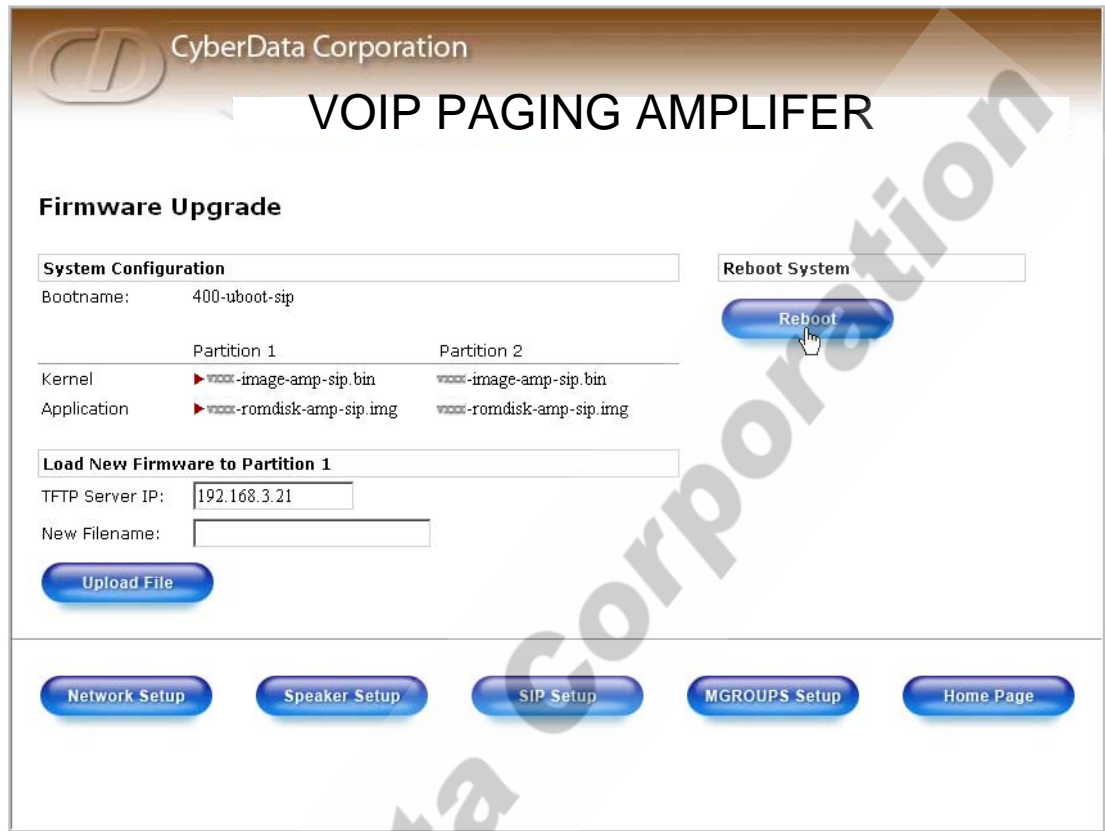 CyberData Corporation
VOIP PAGING AMPLIFER
Firmware Upgrade
System Configuration
Bootname: 400-uboot-sip
Partition 1 Partition 2
Kernel -image-amp-sip.bin -image-amp-sip.bin
Application -romdisk-amp-sip.img -romdisk-amp-sip.img
Load New Firmware to Partition 1
TFTP Server IP: 192.168.3.21
New Filename:
Upload File
Reboot System
Reboot
Network Setup Speaker Setup SIP Setup MGROUPS Setup Home Page
ta Corporation